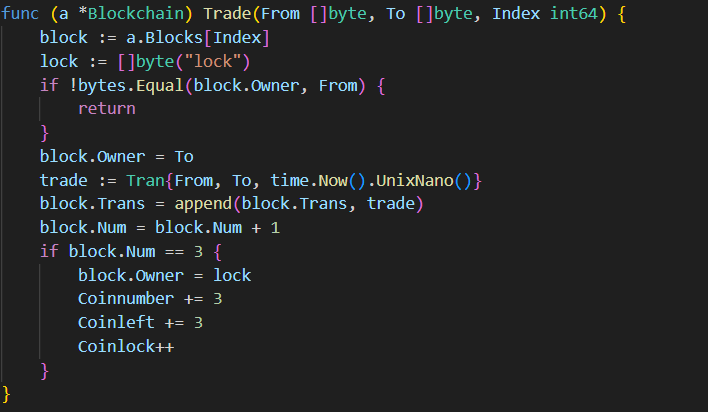 func (a *Blockchain) Trade(From []byte, To []byte, Index int64) {
    block := a.Blocks[Index]
    lock := []byte("lock")
    if !bytes.Equal(block.Owner, From) {
        return
    }
    block.Owner = To
    trade := Tran{From, To, time.Now().UnixNano()}
    block.Trans = append(block.Trans, trade)
    block.Num = block.Num + 1
    if block.Num == 3 {
        block.Owner = lock
        Coinnumber += 3
        Coinleft += 3
        Coinlock++
    }
}